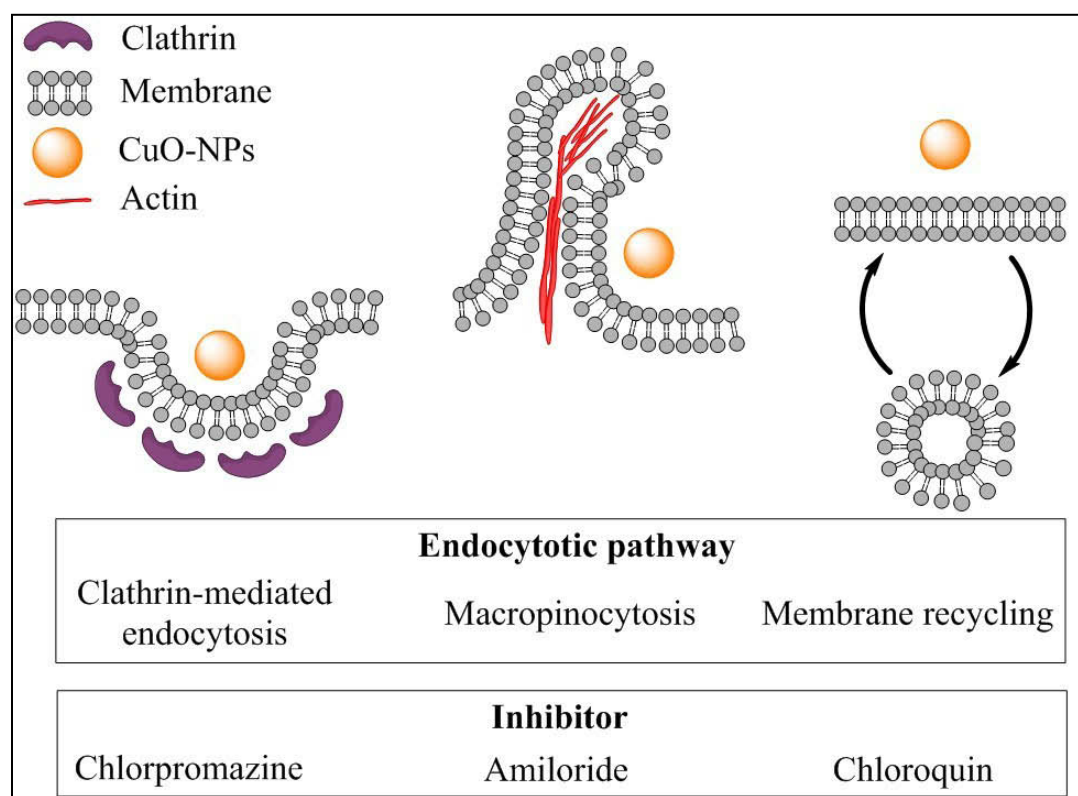 Clathrin
Membrane
CuO-NPs
Actin
Endocytotic pathway
Clathrin-mediated
endocytosis
Macropinocytosis
Membrane recycling
Inhibitor
Chlorpromazine
Amiloride
Chloroquin